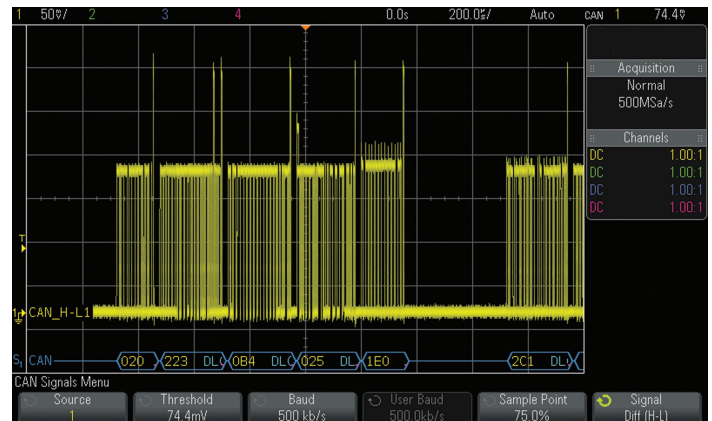 1 50⅌/ 2 3 4 0.0s 200.0㎲/ Auto CAN 1 74.4⅌
Acquisition
Normal
500MSa/s
Channels
DC 1.00:1
DC 1.00:1
DC 1.00:1
DC 1.00:1
T
1 CAN_H-L1
S₁ CAN 020 223 DL 0B4 DL 025 DL 1E0 2C1 DL
CAN Signals Menu
Source Threshold Baud User Baud Sample Point Signal
1 74.4mV 500 kb/s 500.0kb/s 75.0% Diff (H-L)